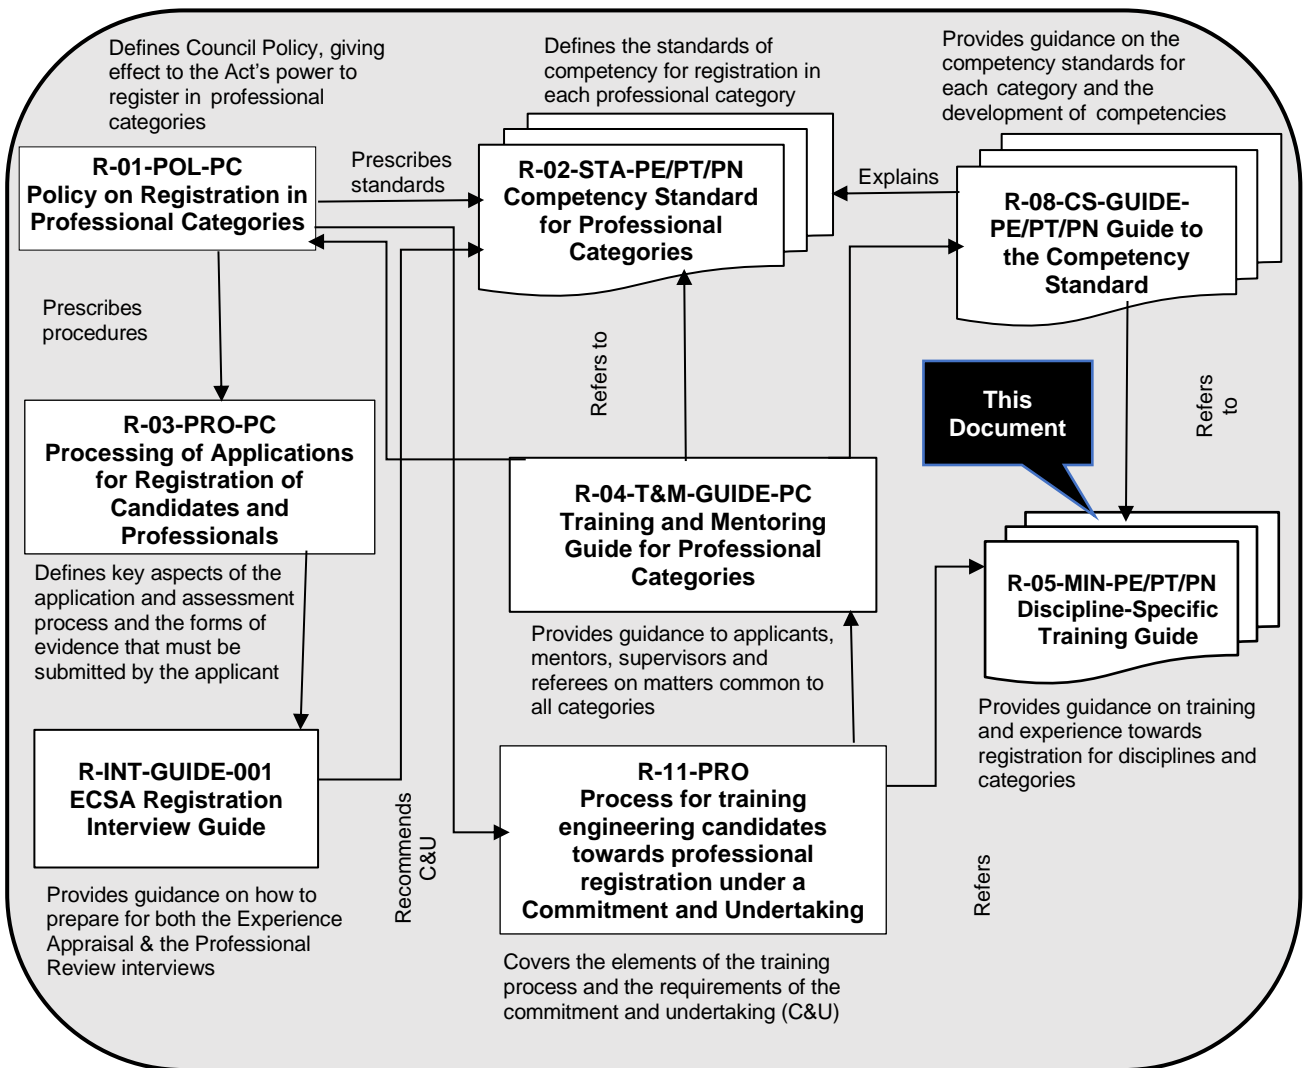 Defines Council Policy, giving
effect to the Act's power to
register in professional
categories
Defines the standards of
competency for registration in
each professional category
Provides guidance on the
competency standards for
each category and the
development of competencies
R-01-POL-PC
Policy on Registration in
Professional Categories
Prescribes
standards
R-02-STA-PE/PT/PN
Competency Standard
for Professional
Categories
Explains
R-08-CS-GUIDE-
PE/PT/PN Guide to
the Competency
Standard
Prescribes
procedures
Refers to
This
Document
Refers
to
R-03-PRO-PC
Processing of Applications
for Registration of
Candidates and
Professionals
R-04-T&M-GUIDE-PC
Training and Mentoring
Guide for Professional
Categories
R-05-MIN-PE/PT/PN
Discipline-Specific
Training Guide
Defines key aspects of the
application and assessment
process and the forms of
evidence that must be
submitted by the applicant
Provides guidance to applicants,
mentors, supervisors and
referees on matters common to
all categories
Provides guidance on training
and experience towards
registration for disciplines and
categories
R-INT-GUIDE-001
ECSA Registration
Interview Guide
Recommends
C&U
R-11-PRO
Process for training
engineering candidates
towards professional
registration under a
Commitment and Undertaking
Refers
Provides guidance on how to
prepare for both the Experience
Appraisal & the Professional
Review interviews
Covers the elements of the training
process and the requirements of the
commitment and undertaking (C&U)